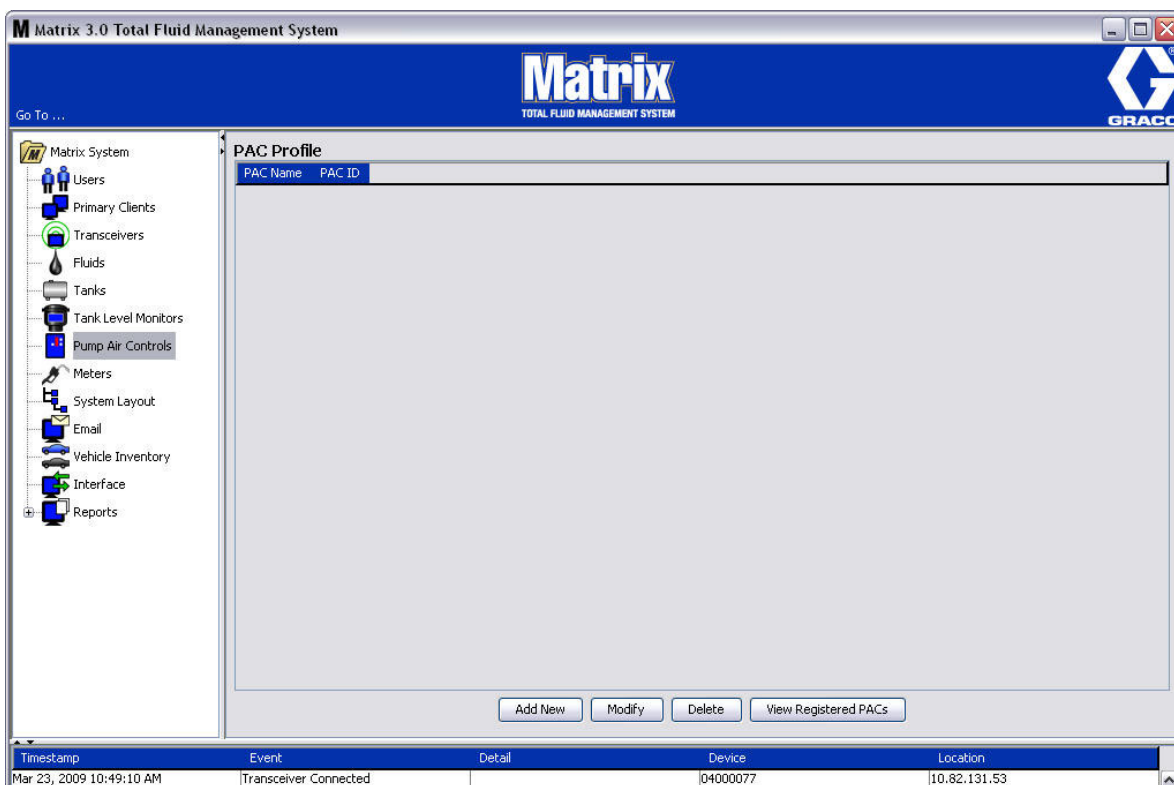 M Matrix 3.0 Total Fluid Management System
Matrix
TOTAL FLUID MANAGEMENT SYSTEM
Go To ...
GRACO
®
Matrix System
Users
Primary Clients
Transceivers
Fluids
Tanks
Tank Level Monitors
Pump Air Controls
Meters
System Layout
Email
Vehicle Inventory
Interface
Reports
PAC Profile
PAC Name PAC ID
Add New Modify Delete View Registered PACs
Timestamp Event Detail Device Location
Mar 23, 2009 10:49:10 AM Transceiver Connected 04000077 10.82.131.53